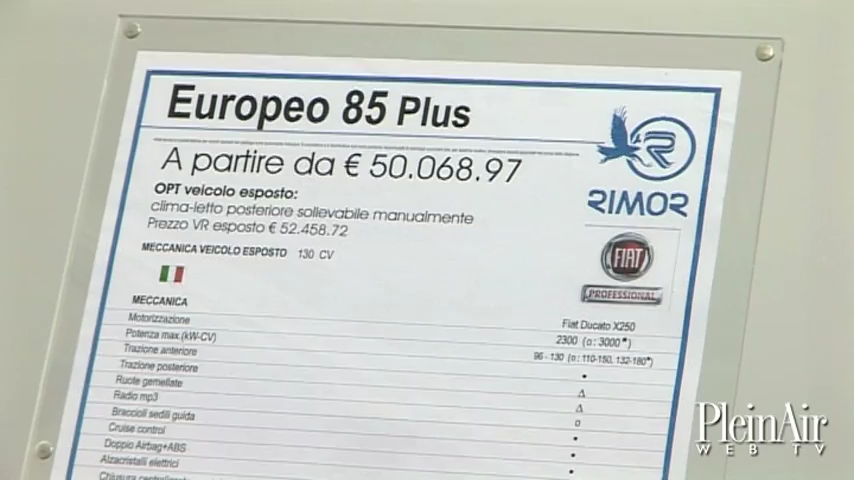 Europeo 85 Plus
A partire da € 50.068.97
RIMOR
OPT veicolo esposto:
clima-letto posteriore sollevabile manualmente
Prezzo VR esposto € 52.458.72
MECCANICA VEICOLO ESPOSTO 130 CV
FIAT
PROFESSIONAL
MECCANICA
Motorizzazione Fiat Ducato X250
Potenza max.(kW-CV) 2300 (o : 3000*)
Trazione anteriore 96 - 130 (o : 110-150, 132-180*)
Trazione posteriore •
Ruote gemellate Δ
Radio mp3 Δ
Braccioli sedili guida o
Cruise control •
Doppio Airbag+ABS •
Alzacristalli elettrici •
Chiusura
PleinAir
WEB TV